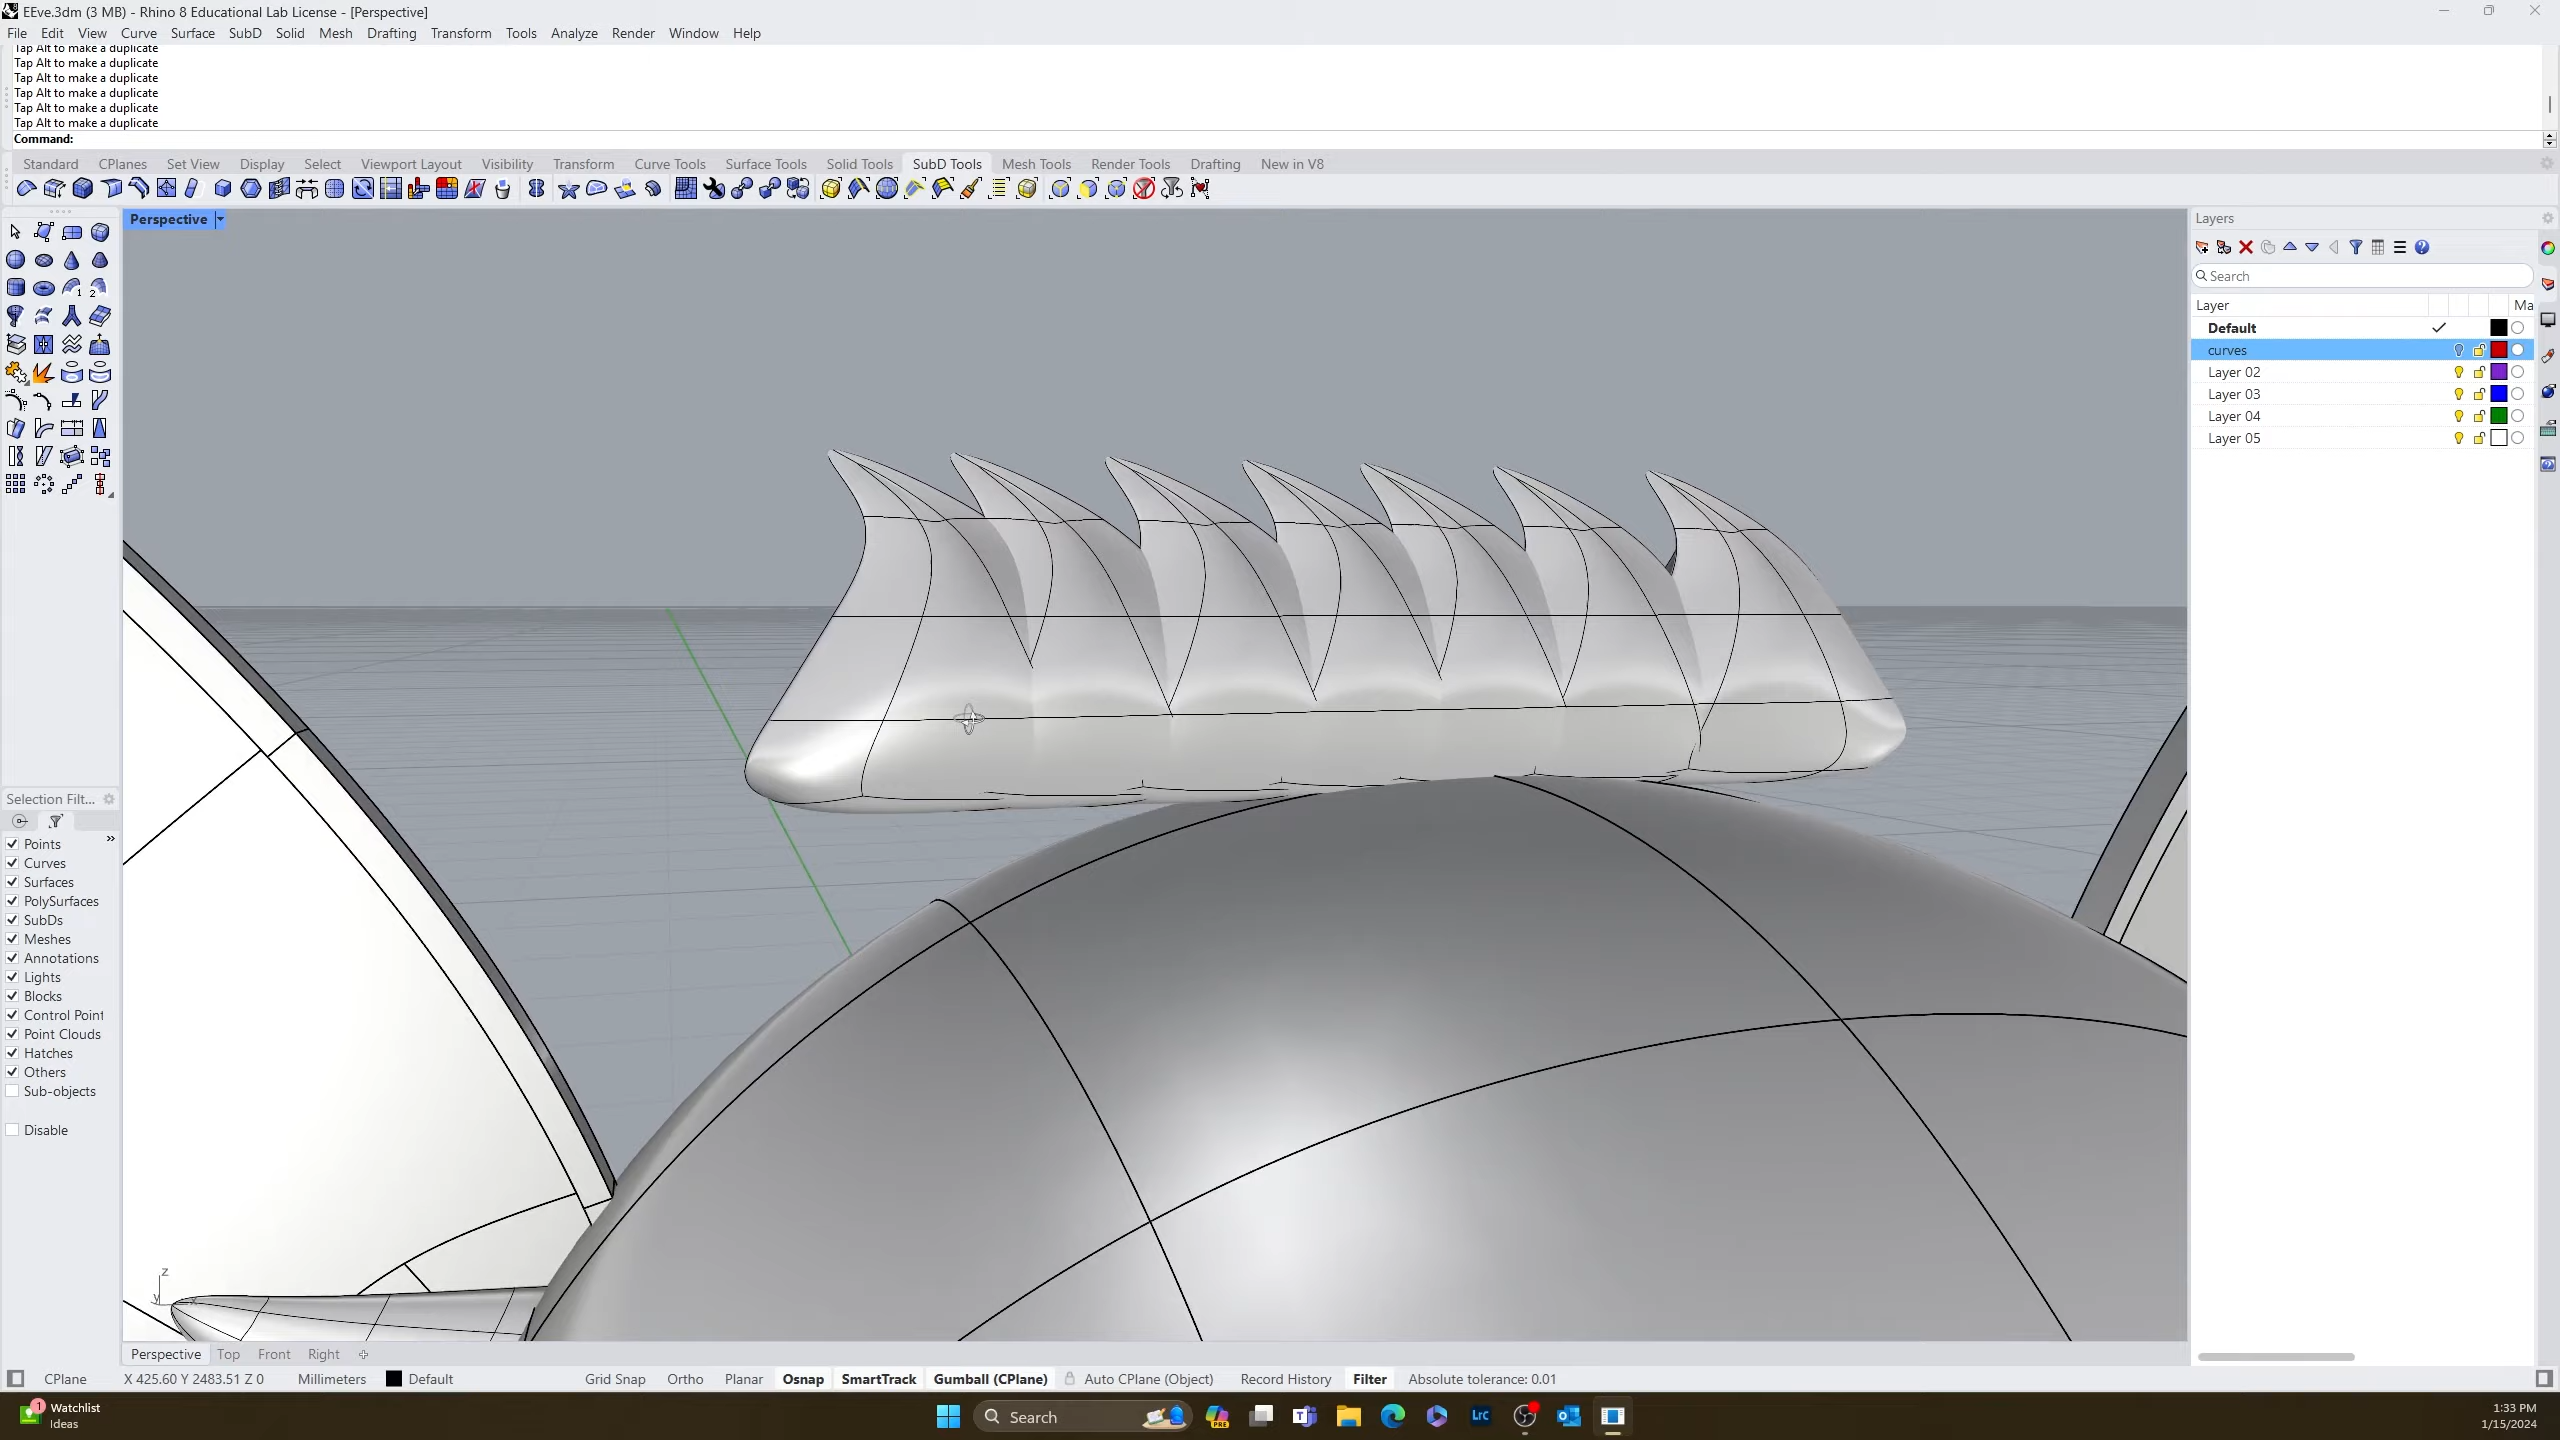 EEve.3dm (3 MB) - Rhino 8 Educational Lab License - [Perspective]
File Edit View Curve Surface SubD Solid Mesh Drafting Transform Tools Analyze Render Window Help
Tap Alt to make a duplicate
Tap Alt to make a duplicate
Tap Alt to make a duplicate
Tap Alt to make a duplicate
Tap Alt to make a duplicate
Tap Alt to make a duplicate
Command:
Standard CPlanes Set View Display Select Viewport Layout Visibility Transform Curve Tools Surface Tools Solid Tools SubD Tools Mesh Tools Render Tools Drafting New in V8
Perspective
Layers
Search
Layer Ma
Default
curves
Layer 02
Layer 03
Layer 04
Layer 05
1
2
Selection Filt...
Points
Curves
Surfaces
PolySurfaces
SubDs
Meshes
Annotations
Lights
Blocks
Control Point
Point Clouds
Hatches
Others
Sub-objects
Disable
z
y
Perspective Top Front Right
CPlane X 425.60 Y 2483.51 Z 0 Millimeters Default Grid Snap Ortho Planar Osnap SmartTrack Gumball (CPlane) Auto CPlane (Object) Record History Filter Absolute tolerance: 0.01
1
Watchlist
Ideas
Search
PRE
Lrc
1:33 PM
1/15/2024